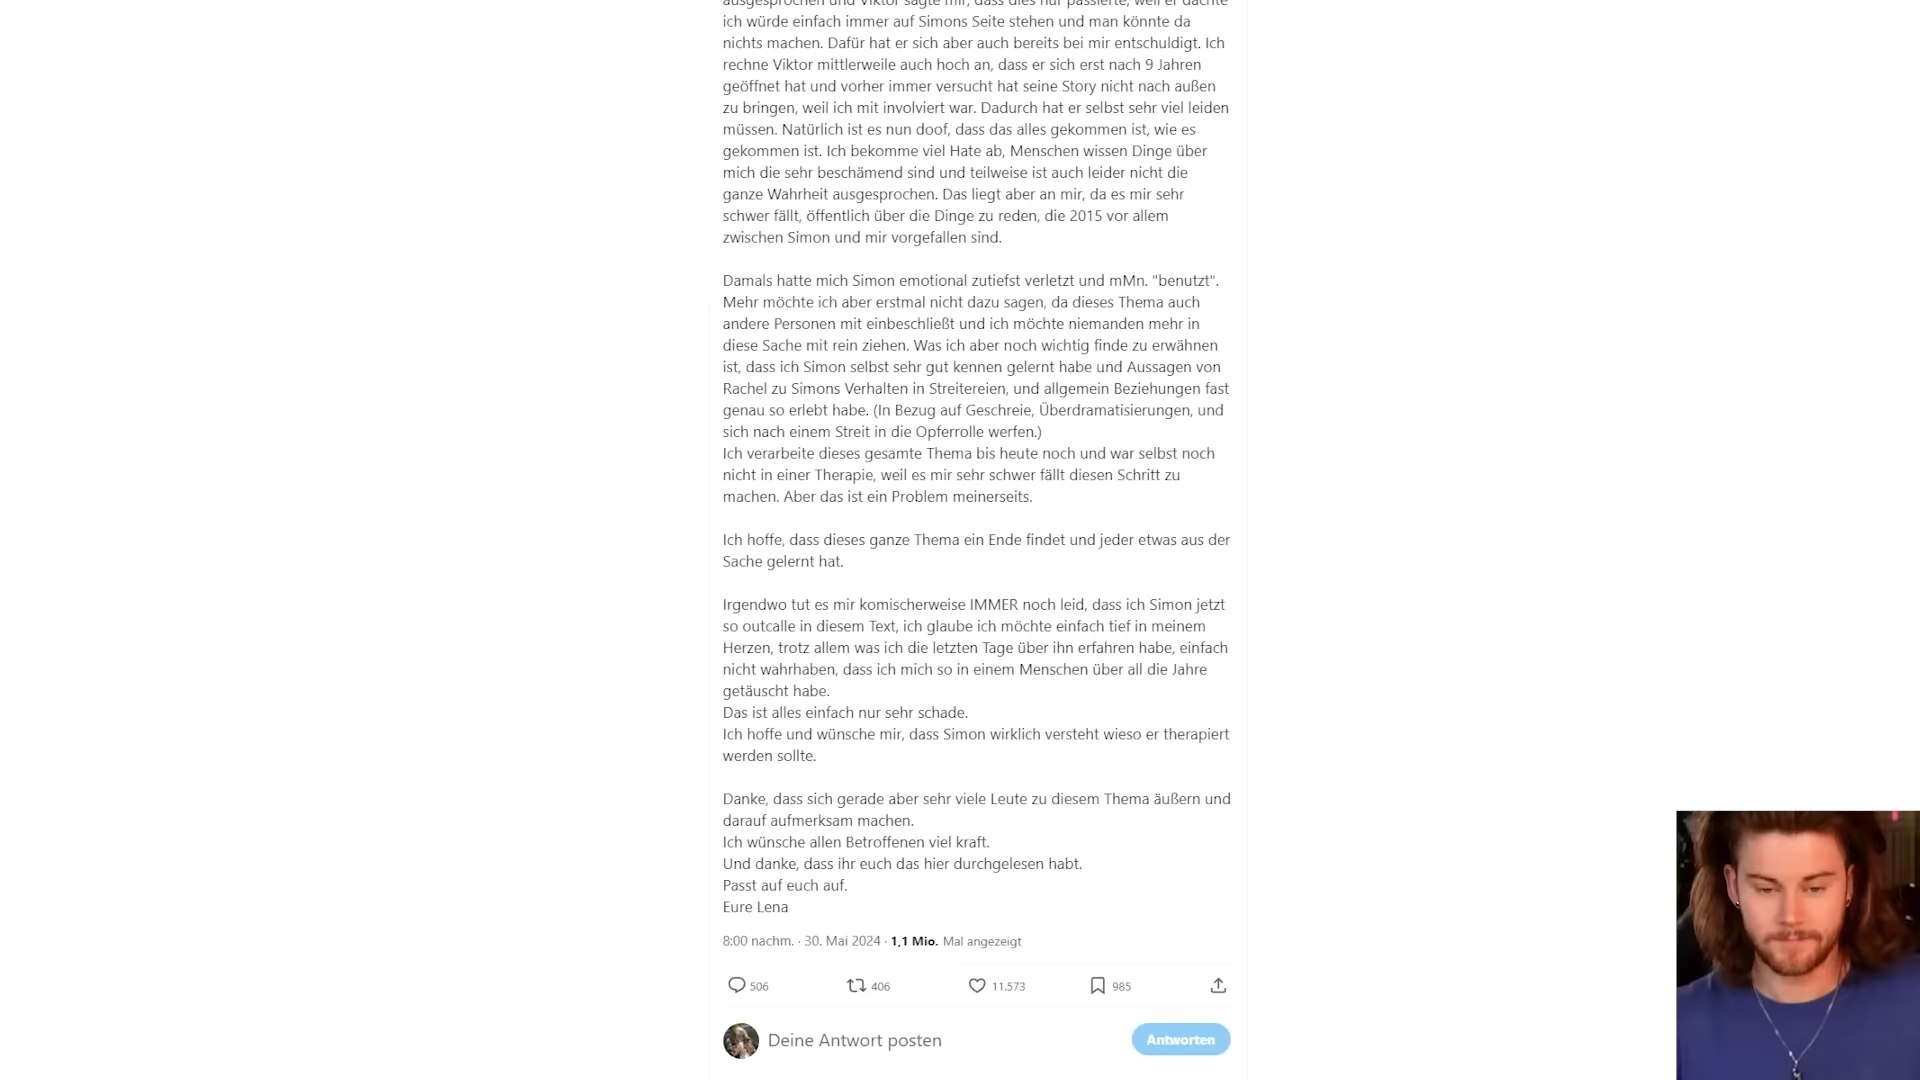 ausgesprochen und Viktor sagte mir, dass dies nur passierte, weil er dachte
ich würde einfach immer auf Simons Seite stehen und man könnte da
nichts machen. Dafür hat er sich aber auch bereits bei mir entschuldigt. Ich
rechne Viktor mittlerweile auch hoch an, dass er sich erst nach 9 Jahren
geöffnet hat und vorher immer versucht hat seine Story nicht nach außen
zu bringen, weil ich mit involviert war. Dadurch hat er selbst sehr viel leiden
müssen. Natürlich ist es nun doof, dass das alles gekommen ist, wie es
gekommen ist. Ich bekomme viel Hate ab, Menschen wissen Dinge über
mich die sehr beschämend sind und teilweise ist auch leider nicht die
ganze Wahrheit ausgesprochen. Das liegt aber an mir, da es mir sehr
schwer fällt, öffentlich über die Dinge zu reden, die 2015 vor allem
zwischen Simon und mir vorgefallen sind.
Damals hatte mich Simon emotional zutiefst verletzt und mMn. "benutzt".
Mehr möchte ich aber erstmal nicht dazu sagen, da dieses Thema auch
andere Personen mit einbeschließt und ich möchte niemanden mehr in
diese Sache mit rein ziehen. Was ich aber noch wichtig finde zu erwähnen
ist, dass ich Simon selbst sehr gut kennen gelernt habe und Aussagen von
Rachel zu Simons Verhalten in Streitereien, und allgemein Beziehungen fast
genau so erlebt habe. (In Bezug auf Geschreie, Überdramatisierungen, und
sich nach einem Streit in die Opferrolle werfen.)
Ich verarbeite dieses gesamte Thema bis heute noch und war selbst noch
nicht in einer Therapie, weil es mir sehr schwer fällt diesen Schritt zu
machen. Aber das ist ein Problem meinerseits.
Ich hoffe, dass dieses ganze Thema ein Ende findet und jeder etwas aus der
Sache gelernt hat.
Irgendwo tut es mir komischerweise IMMER noch leid, dass ich Simon jetzt
so outcalle in diesem Text, ich glaube ich möchte einfach tief in meinem
Herzen, trotz allem was ich die letzten Tage über ihn erfahren habe, einfach
nicht wahrhaben, dass ich mich so in einem Menschen über all die Jahre
getäuscht habe.
Das ist alles einfach nur sehr schade.
Ich hoffe und wünsche mir, dass Simon wirklich versteht wieso er therapiert
werden sollte.
Danke, dass sich gerade aber sehr viele Leute zu diesem Thema äußern und
darauf aufmerksam machen.
Ich wünsche allen Betroffenen viel kraft.
Und danke, dass ihr euch das hier durchgelesen habt.
Passt auf euch auf.
Eure Lena
8:00 nachm. · 30. Mai 2024 · 1,1 Mio. Mal angezeigt
506 406 11.573 985
Deine Antwort posten Antworten